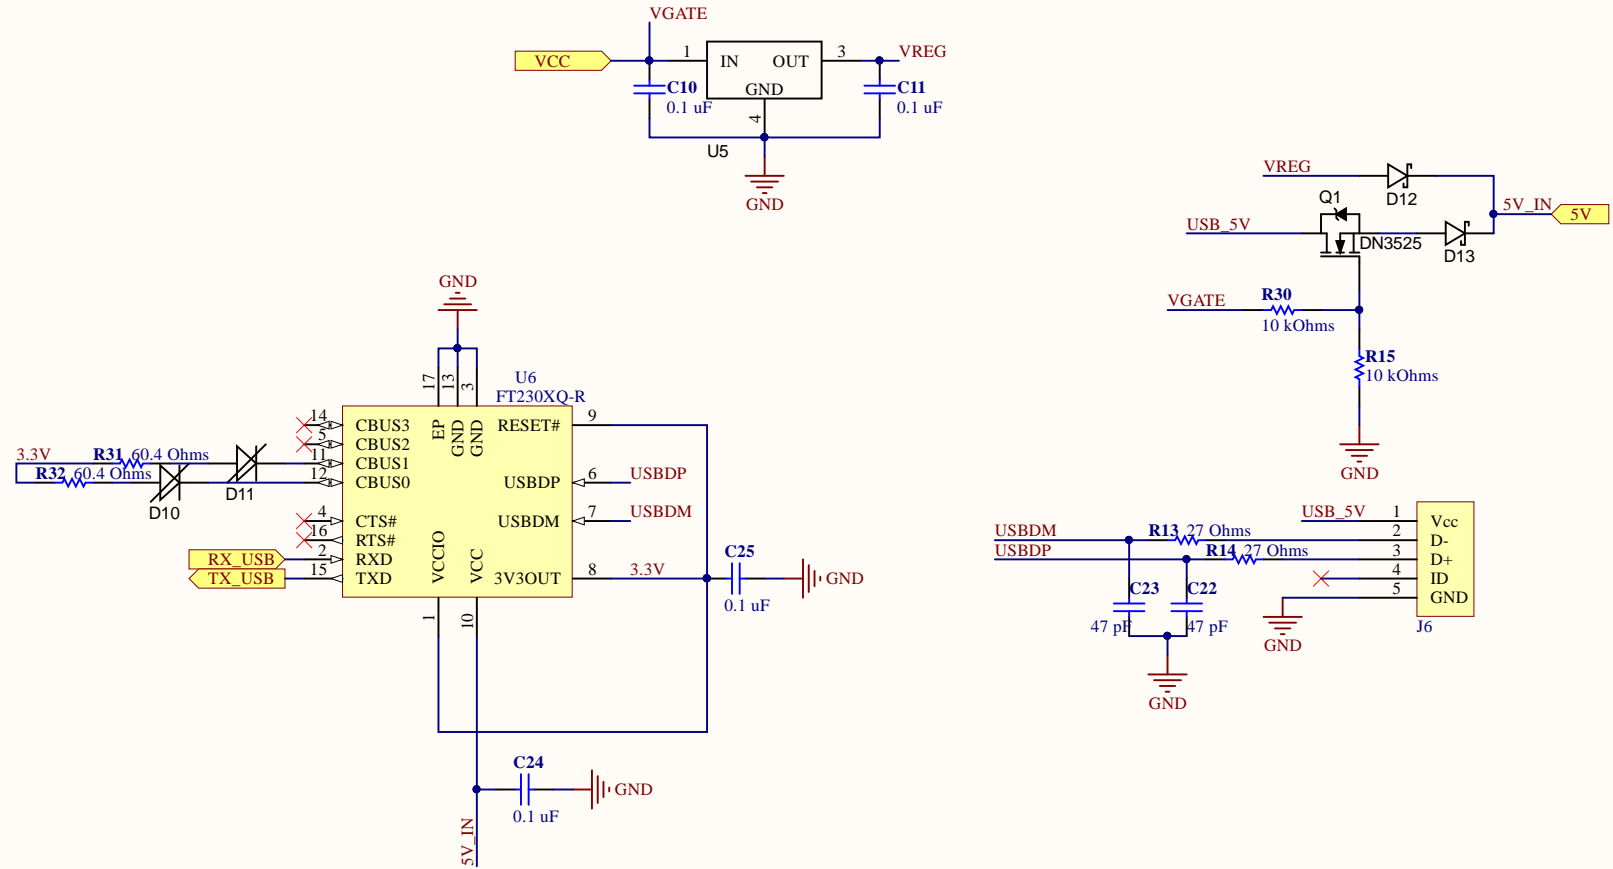 VGATE
VCC
1
IN
OUT
3
VREG
C10
0.1 uF
GND
C11
0.1 uF
4
U5
GND
VREG
D12
Q1
USB_5V
DN3525
D13
5V_IN
5V
VGATE
R30
10 kOhms
R15
10 kOhms
GND
GND
17
13
3
U6
FT230XQ-R
EP
GND
GND
14
CBUS3
5
CBUS2
11
CBUS1
12
CBUS0
4
CTS#
16
RTS#
2
RXD
15
TXD
RESET#
9
USBDP
6
USBDP
USBDM
7
USBDM
3V3OUT
8
3.3V
VCCIO
VCC
1
10
3.3V
R31 60.4 Ohms
R32 60.4 Ohms
D10
D11
RX_USB
TX_USB
C25
0.1 uF
GND
C24
0.1 uF
GND
5V_IN
USB_5V
1
Vcc
USBDM
R13 27 Ohms
2
D-
USBDP
R14 27 Ohms
3
D+
4
ID
5
GND
J6
C23
47 pF
C22
47 pF
GND
GND